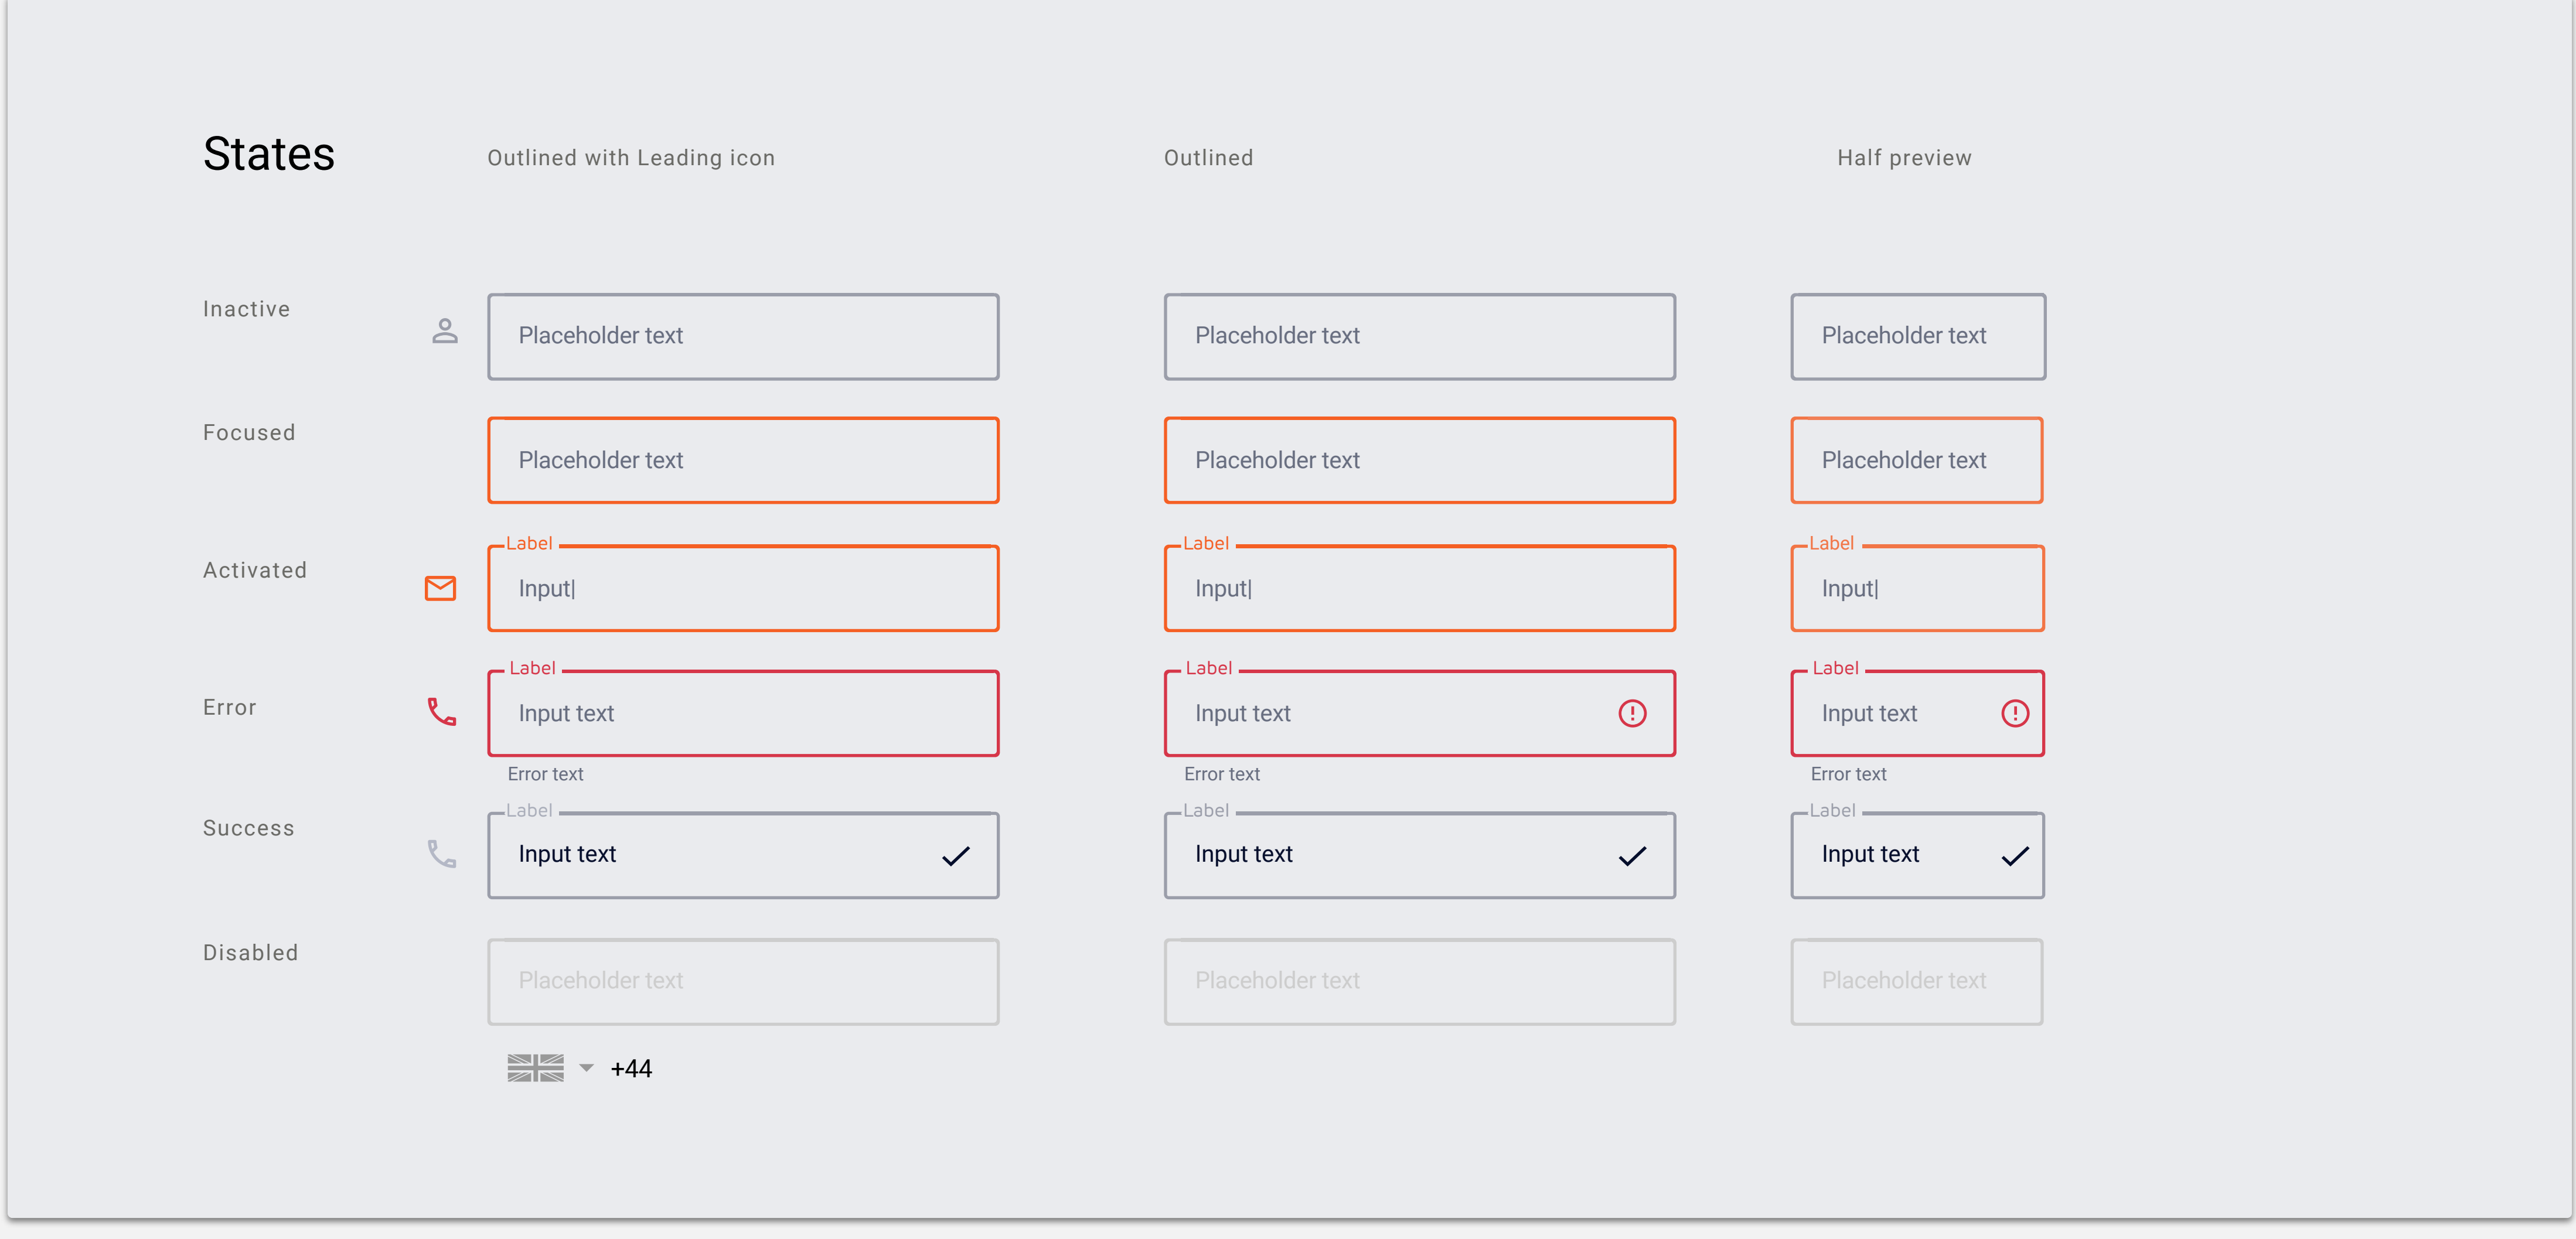 States
Outlined with Leading icon
Outlined
Half preview
Inactive
Placeholder text
Placeholder text
Placeholder text
Focused
Placeholder text
Placeholder text
Placeholder text
Label
Label
Label
Activated
Input|
Input|
Input|
Label
Label
Label
Error
Input text
Input text
Input text
Error text
Error text
Error text
Label
Label
Label
Success
Input text
Input text
Input text
Disabled
Placeholder text
Placeholder text
Placeholder text
+44